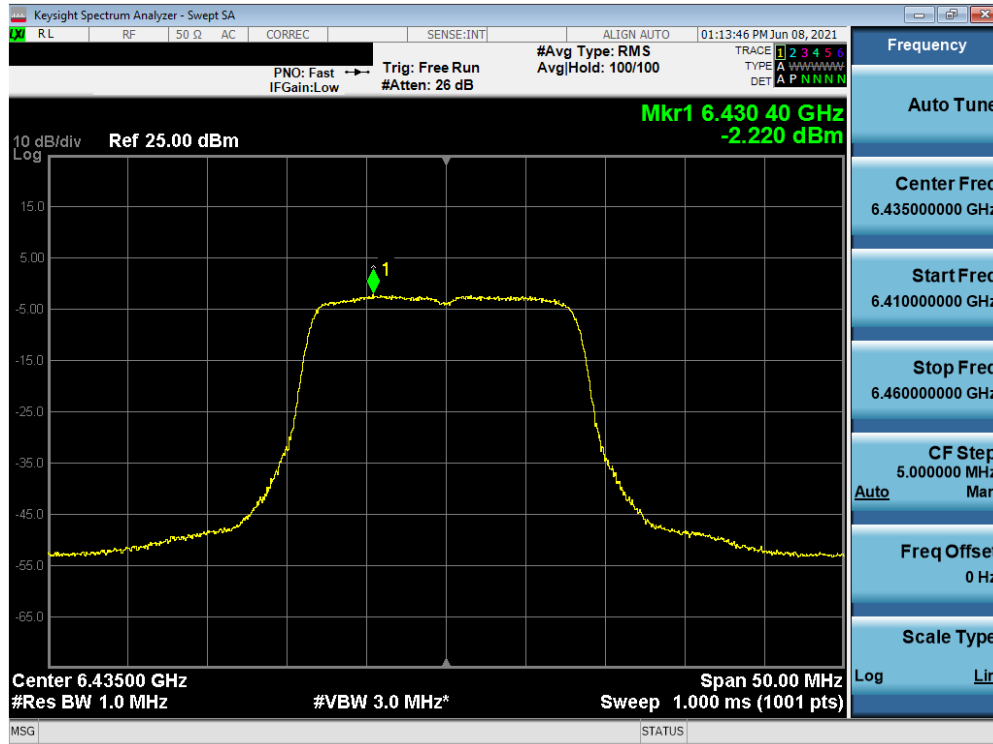 Keysight Spectrum Analyzer - Swept SA
LXI RL RF 50 Ω AC CORREC SENSE:INT ALIGN AUTO 01:13:46 PM Jun 08, 2021
PNO: Fast
IFGain:Low
Trig: Free Run
#Atten: 26 dB
#Avg Type: RMS
Avg|Hold: 100/100
TRACE 1 2 3 4 5 6
TYPE A WWWWW
DET A P N N N N
Mkr1 6.430 40 GHz
-2.220 dBm
10 dB/div Ref 25.00 dBm
Log
15.0
5.00
-5.00
-15.0
-25.0
-35.0
-45.0
-55.0
-65.0
1
Center 6.43500 GHz Span 50.00 MHz
#Res BW 1.0 MHz #VBW 3.0 MHz* Sweep 1.000 ms (1001 pts)
MSG STATUS
Frequency
Auto Tune
Center Freq
6.435000000 GHz
Start Freq
6.410000000 GHz
Stop Freq
6.460000000 GHz
CF Step
5.000000 MHz
Auto Man
Freq Offset
0 Hz
Scale Type
Log Lin